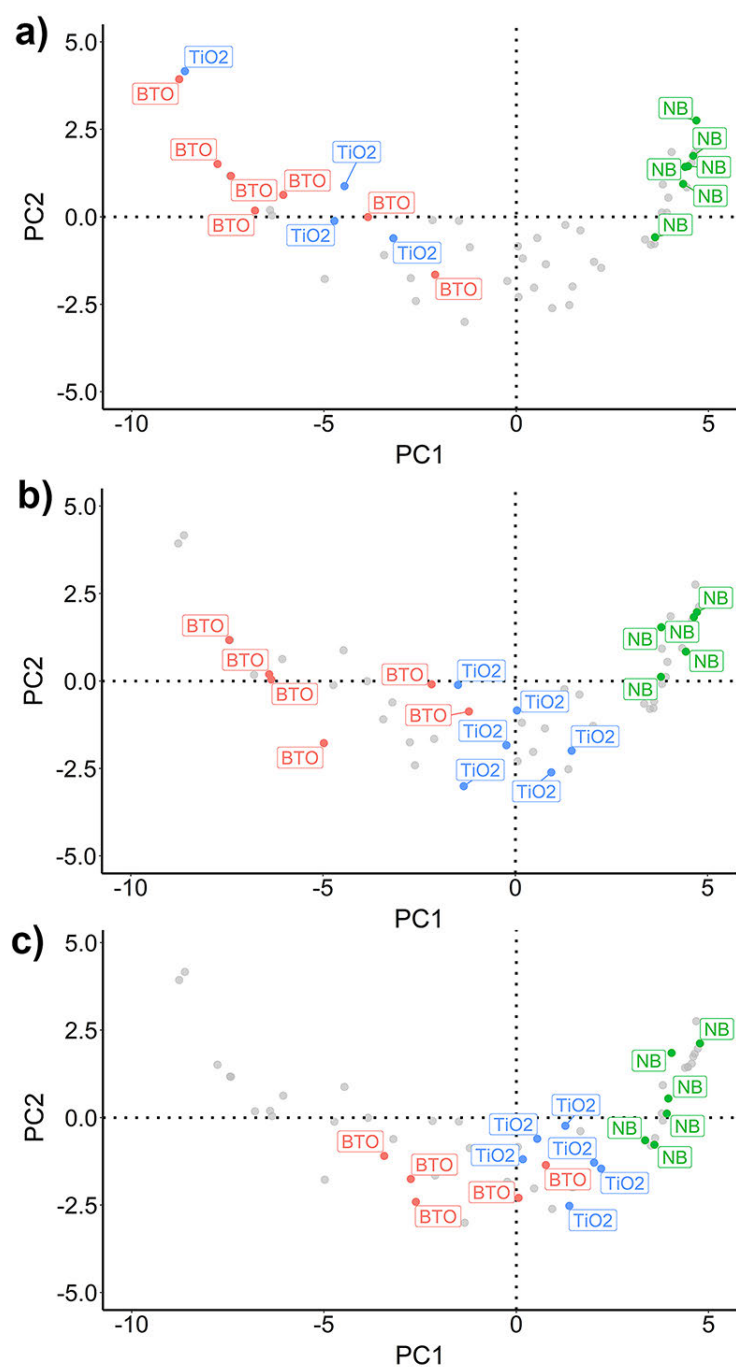 a)
5.0
TiO2
BTO
NB
2.5
BTO
TiO2
NB
NB
NB
BTO
BTO
NB
PC2
0.0
BTO
BTO
TiO2
TiO2
NB
BTO
-2.5
-5.0
-10
-5
0
5
PC1
b)
5.0
2.5
NB
BTO
NB
NB
BTO
NB
PC2
0.0
BTO
BTO
TiO2
TiO2
NB
BTO
TiO2
TiO2
BTO
-2.5
TiO2
TiO2
-5.0
-10
-5
0
5
PC1
c)
5.0
2.5
NB
NB
NB
PC2
0.0
TiO2
NB
BTO
TiO2
TiO2
NB
NB
BTO
BTO
TiO2
BTO
BTO
TiO2
-2.5
-5.0
-10
-5
0
5
PC1